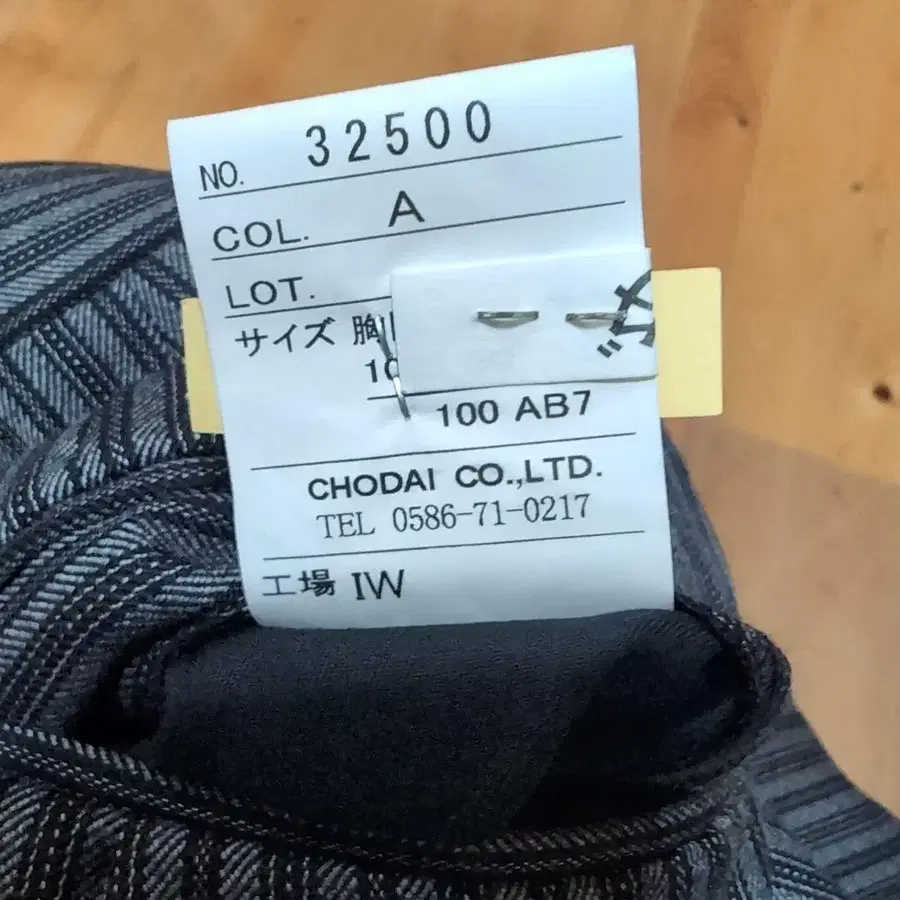 NO. 32500
COL. A
LOT.
サイズ 胸
10
100 AB7
CHODAI CO.,LTD.
TEL 0586-71-0217
工場 IW